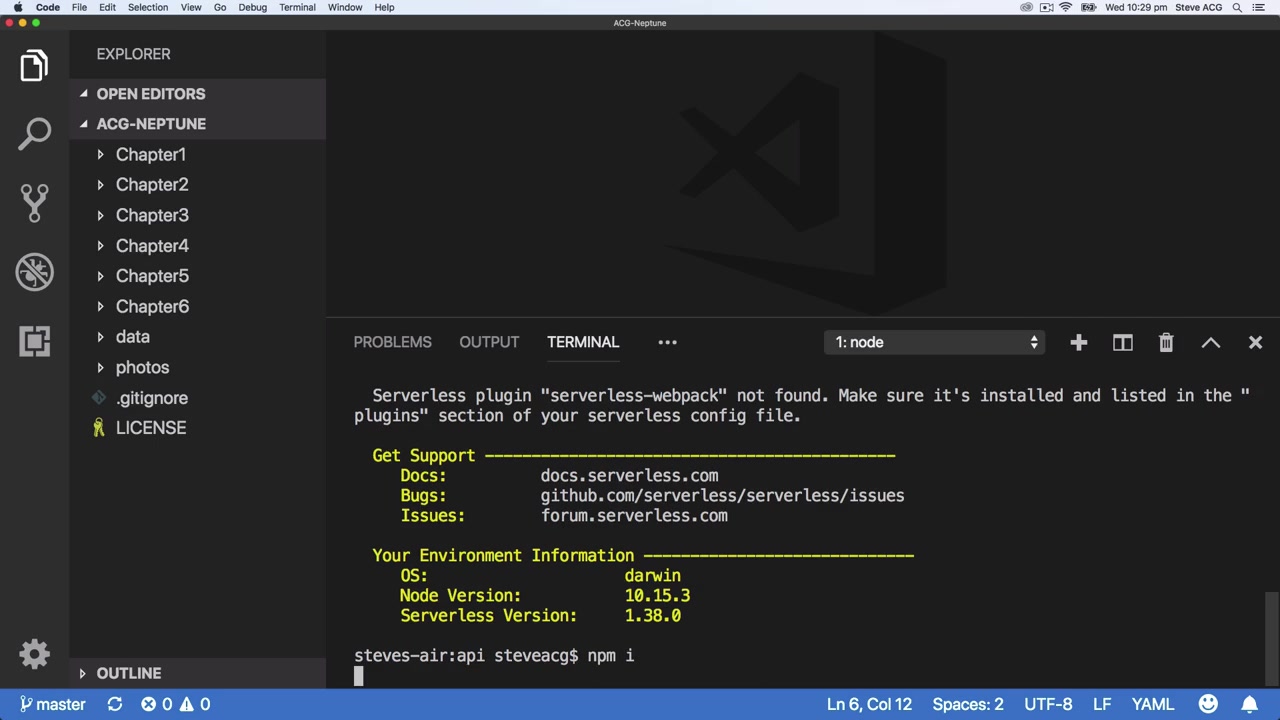 Code File Edit Selection View Go Debug Terminal Window Help Wed 10:29 pm Steve ACG
ACG-Neptune
EXPLORER
OPEN EDITORS
ACG-NEPTUNE
Chapter1
Chapter2
Chapter3
Chapter4
Chapter5
Chapter6
data
photos
.gitignore
LICENSE
OUTLINE
PROBLEMS OUTPUT TERMINAL ••• 1: node
Serverless plugin "serverless-webpack" not found. Make sure it's installed and listed in the "
plugins" section of your serverless config file.
Get Support --------------------------------------------
Docs: docs.serverless.com
Bugs: github.com/serverless/serverless/issues
Issues: forum.serverless.com
Your Environment Information -----------------------------
OS: darwin
Node Version: 10.15.3
Serverless Version: 1.38.0
steves-air:api steveacg$ npm i
master 0 0 Ln 6, Col 12 Spaces: 2 UTF-8 LF YAML